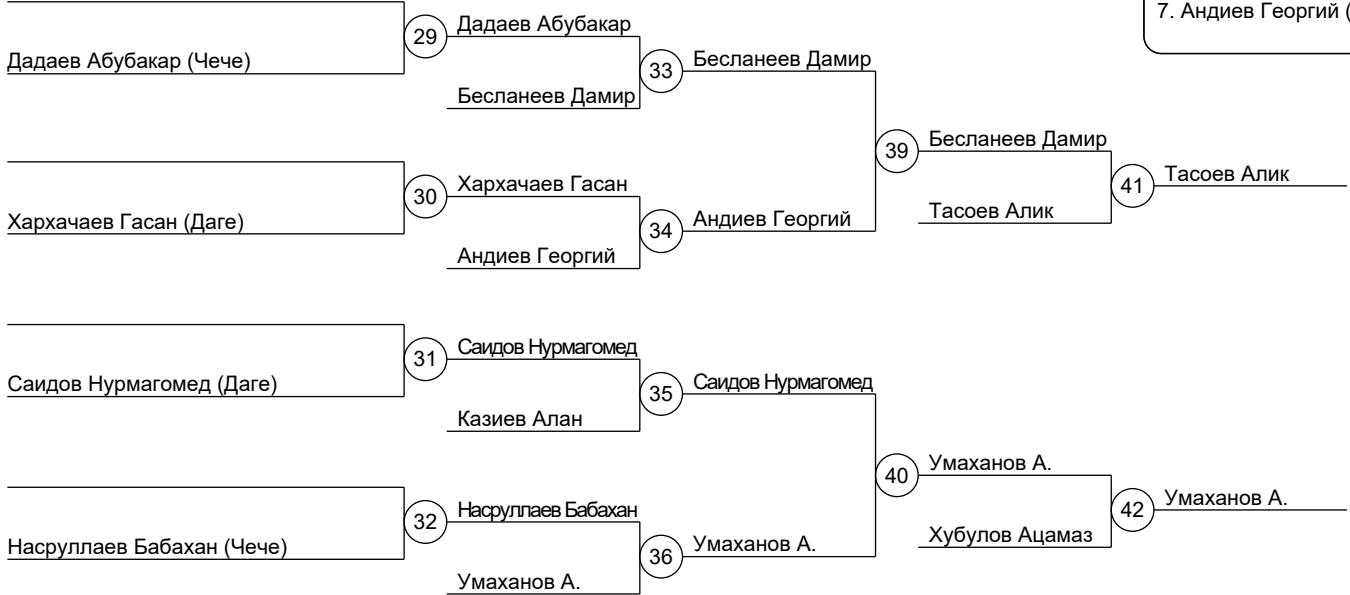 7. Андиев Георгий (
29
Дадаев Абубакар
Дадаев Абубакар (Чече)
33
Бесланеев Дамир
Бесланеев Дамир
39
Бесланеев Дамир
30
Хархачаев Гасан
41
Тасоев Алик
Хархачаев Гасан (Даге)
34
Андиев Георгий
Тасоев Алик
Андиев Георгий
31
Саидов Нурмагомед
Саидов Нурмагомед (Даге)
35
Саидов Нурмагомед
Казиев Алан
40
Умаханов А.
32
Насруллаев Бабахан
42
Умаханов А.
Насруллаев Бабахан (Чече)
36
Умаханов А.
Хубулов Ацамаз
Умаханов А.